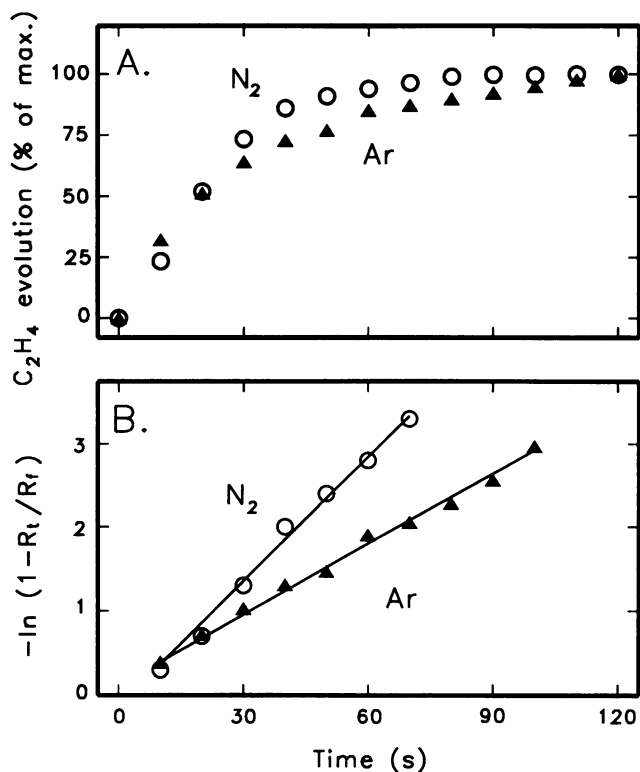 C₂H₄ evolution (% of max.)
A.
100
75
50
25
0
N₂
Ar
-ln (1-Rₜ/R_f)
B.
3
2
1
0
N₂
Ar
0 30 60 90 120
Time (s)